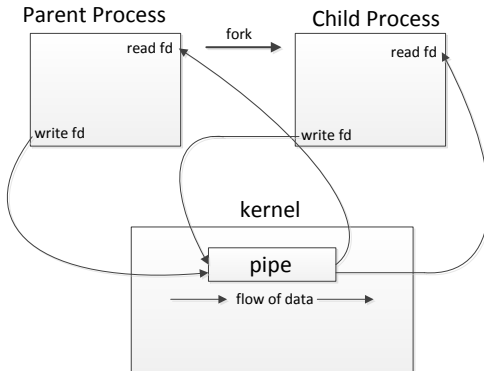 Parent Process
Child Process
fork
read fd
read fd
write fd
write fd
kernel
pipe
flow of data